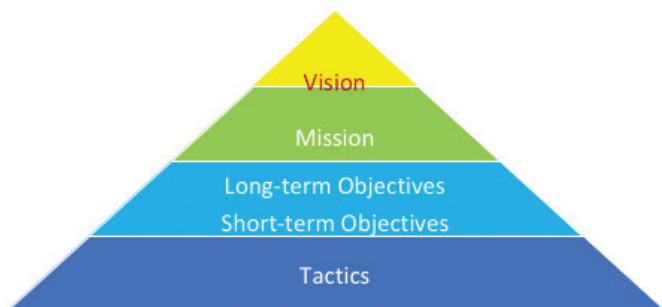 Vision
Mission
Long-term Objectives
Short-term Objectives
Tactics